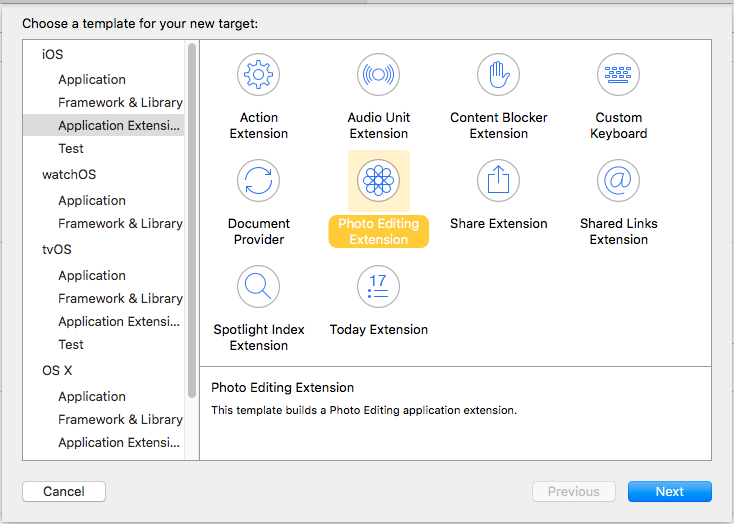 Choose a template for your new target:
iOS
Application
Framework & Library
Application Extensi...
Test
watchOS
Application
Framework & Library
tvOS
Application
Framework & Library
Application Extensi...
Test
OS X
Application
Framework & Library
Application Extensi...
Action
Extension
Audio Unit
Extension
Content Blocker
Extension
Custom
Keyboard
Document
Provider
Photo Editing
Extension
Share Extension
@
Shared Links
Extension
Spotlight Index
Extension
17
Today Extension
Photo Editing Extension
This template builds a Photo Editing application extension.
Cancel
Previous
Next